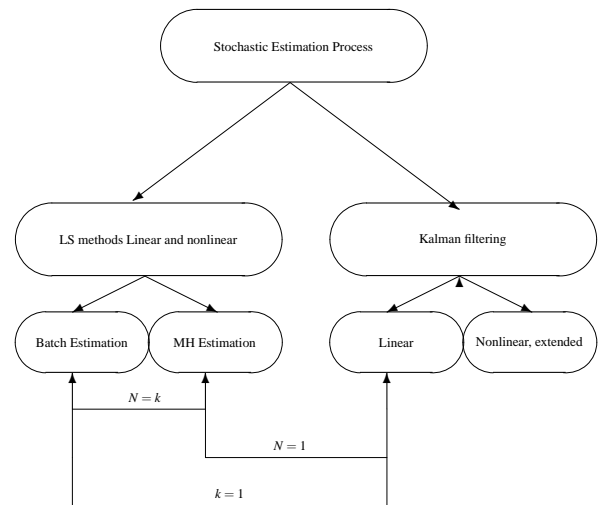 Stochastic Estimation Process
LS methods Linear and nonlinear
Kalman filtering
Batch Estimation
MH Estimation
Linear
Nonlinear, extended
N = k
N = 1
k = 1